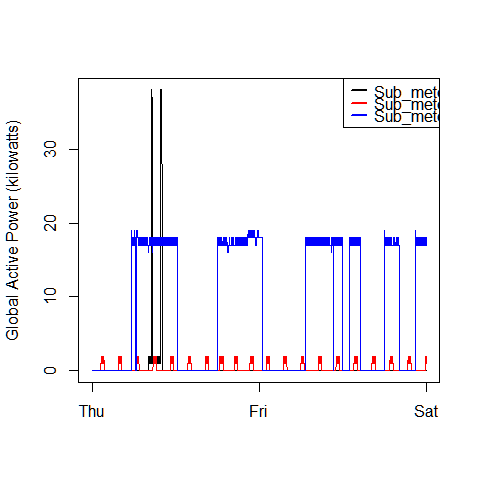 Sub_mete
Sub_mete
Sub_mete
Global Active Power (kilowatts)
30
20
10
0
Thu Fri Sat